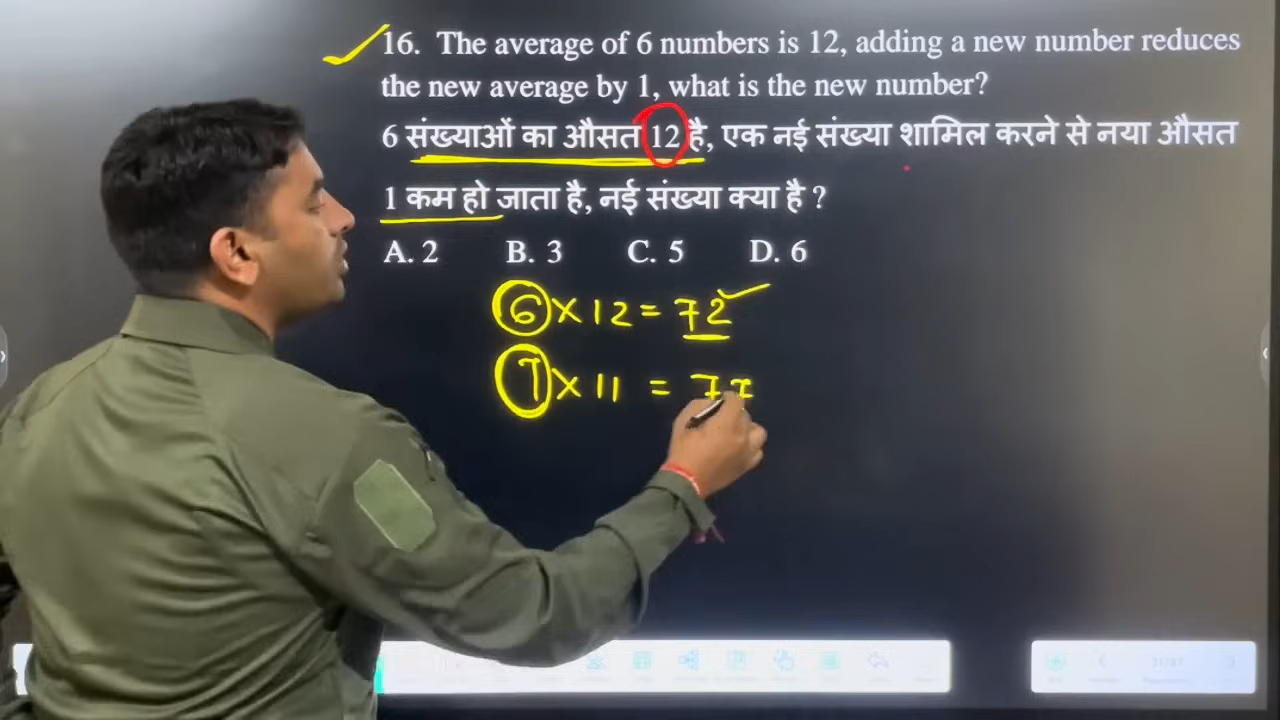 16. The average of 6 numbers is 12, adding a new number reduces
the new average by 1, what is the new number?
6 संख्याओं का औसत 12 है, एक नई संख्या शामिल करने से नया औसत
1 कम हो जाता है, नई संख्या क्या है ?
A. 2 B. 3 C. 5 D. 6
6 × 12 = 72
7 × 11 = 77